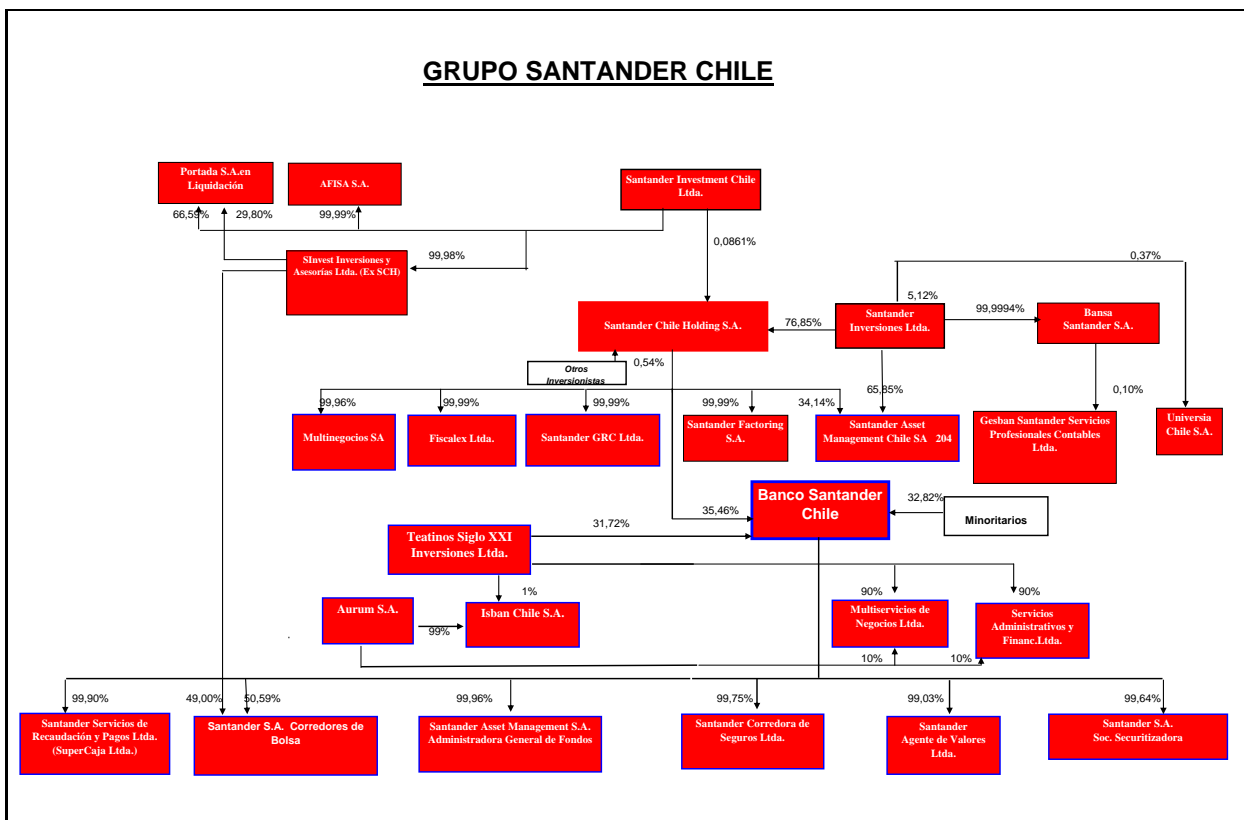 GRUPO SANTANDER CHILE
Portada S.A.en
Liquidación
AFISA S.A.
Santander Investment Chile
Ltda.
66,59%
29,80%
99,99%
0,0861%
SInvest Inversiones y
Asesorías Ltda. (Ex SCH)
99,98%
0,37%
5,12%
Santander Chile Holding S.A.
76,85%
Santander
Inversiones Ltda.
99,9994%
Bansa
Santander S.A.
Otros
Inversionistas
0,54%
65,85%
0,10%
99,96%
99,99%
99,99%
99,99%
34,14%
Multinegocios SA
Fiscalex Ltda.
Santander GRC Ltda.
Santander Factoring
S.A.
Santander Asset
Management Chile SA 204
Gesban Santander Servicios
Profesionales Contables
Ltda.
Universia
Chile S.A.
Banco Santander
Chile
35,46%
32,82%
Minoritarios
31,72%
Teatinos Siglo XXI
Inversiones Ltda.
1%
90%
90%
Aurum S.A.
99%
Isban Chile S.A.
Multiservicios de
Negocios Ltda.
Servicios
Administrativos y
Financ.Ltda.
10%
10%
99,90%
49,00%
50,59%
99,96%
99,75%
99,03%
99,64%
Santander Servicios de
Recaudación y Pagos Ltda.
(SuperCaja Ltda.)
Santander S.A. Corredores de
Bolsa
Santander Asset Management S.A.
Administradora General de Fondos
Santander Corredora de
Seguros Ltda.
Santander
Agente de Valores
Ltda.
Santander S.A.
Soc. Securitizadora